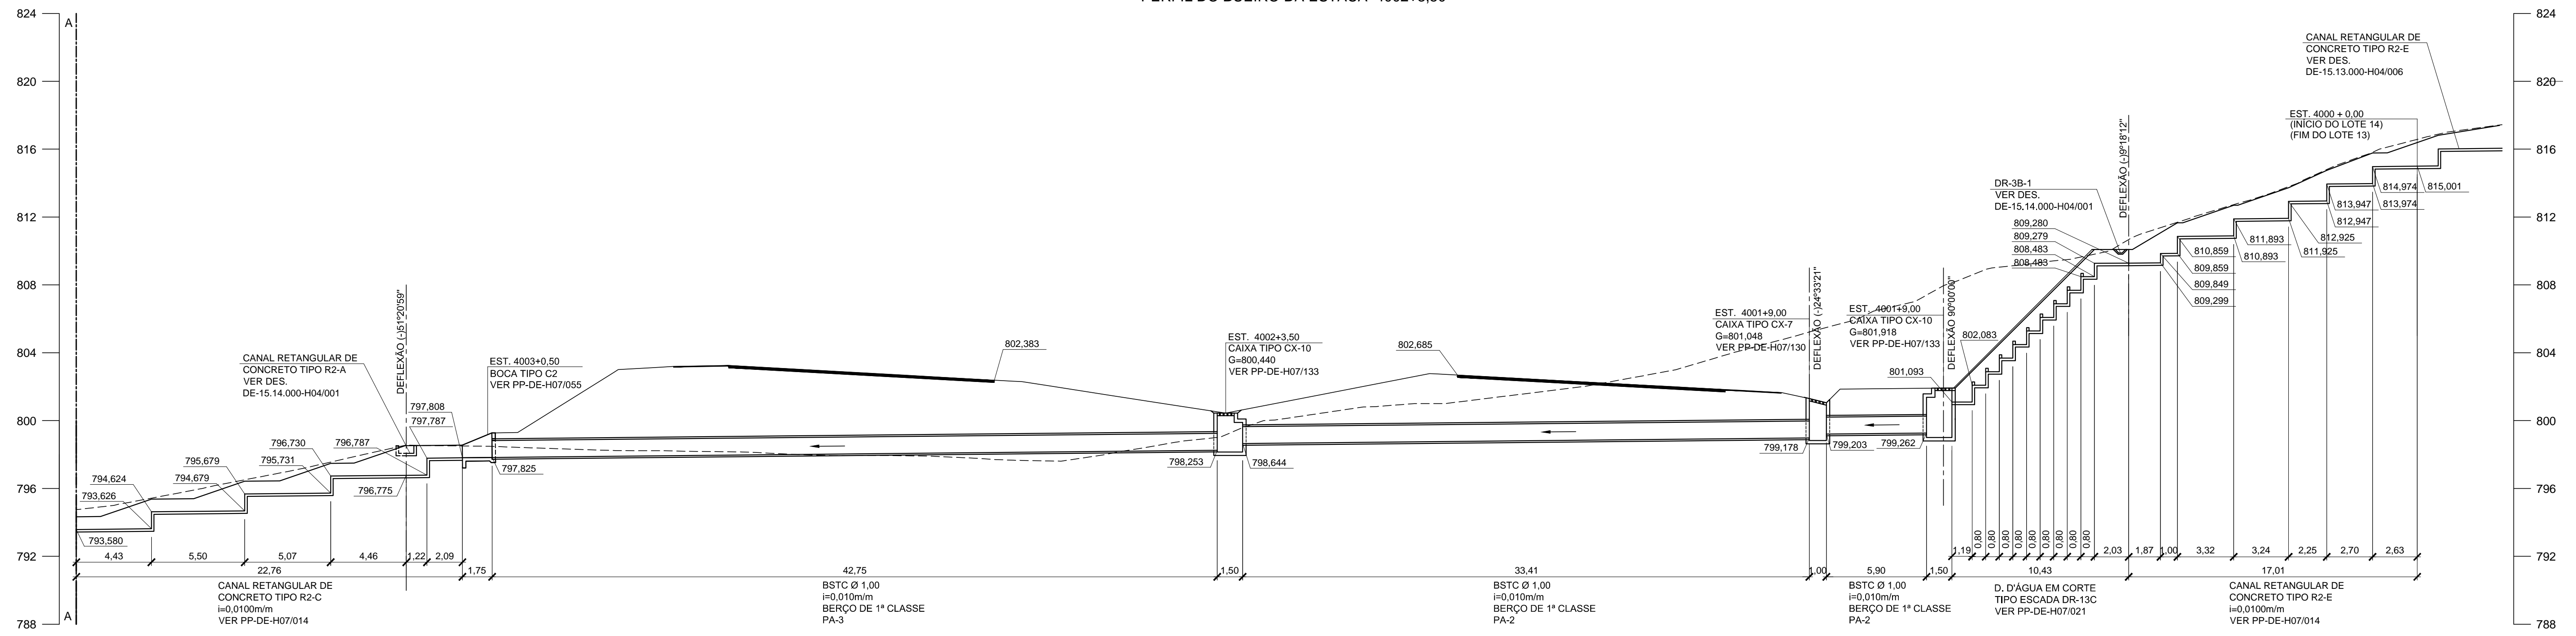 824
820
816
812
808
804
800
796
792
788
A
A
CANAL RETANGULAR DE
CONCRETO TIPO R2-A
VER DES.
DE-15.14.000-H04/001
DEFLEXÃO (-)51°20'59"
EST. 4003+0,50
BOCA TIPO C2
VER PP-DE-H07/055
797,808
797,787
796,787
796,730
795,731
795,679
794,679
794,624
793,626
793,580
796,775
797,825
802,383
EST. 4002+3,50
CAIXA TIPO CX-10
G=800,440
VER PP-DE-H07/133
798,253
798,644
802,685
EST. 4001+9,00
CAIXA TIPO CX-7
G=801,048
VER PP-DE-H07/130
DEFLEXÃO (-)24°33'21"
EST. 4001+9,00
CAIXA TIPO CX-10
G=801,918
VER PP-DE-H07/133
DEFLEXÃO 90°00'00"
799,178
799,203
799,262
801,093
802,083
DR-3B-1
VER DES.
DE-15.14.000-H04/001
809,280
809,279
808,483
808,483
DEFLEXÃO (-)9°18'12"
CANAL RETANGULAR DE
CONCRETO TIPO R2-E
VER DES.
DE-15.13.000-H04/006
EST. 4000 + 0,00
(INÍCIO DO LOTE 14)
(FIM DO LOTE 13)
814,974
815,001
813,947
813,974
812,947
812,925
811,925
811,893
810,893
810,859
809,859
809,849
809,299
4,43
5,50
5,07
4,46
1,22
2,09
22,76
1,75
42,75
1,50
33,41
1,00
5,90
1,50
1,19
0,80
0,80
0,80
0,80
0,80
0,80
0,80
0,80
0,80
2,03
10,43
1,87
1,00
3,32
3,24
2,25
2,70
2,63
17,01
CANAL RETANGULAR DE
CONCRETO TIPO R2-C
i=0,0100m/m
VER PP-DE-H07/014
BSTC Ø 1,00
i=0,010m/m
BERÇO DE 1ª CLASSE
PA-3
BSTC Ø 1,00
i=0,010m/m
BERÇO DE 1ª CLASSE
PA-2
BSTC Ø 1,00
i=0,010m/m
BERÇO DE 1ª CLASSE
PA-2
D. D'ÁGUA EM CORTE
TIPO ESCADA DR-13C
VER PP-DE-H07/021
CANAL RETANGULAR DE
CONCRETO TIPO R2-E
i=0,0100m/m
VER PP-DE-H07/014
824
820
816
812
808
804
800
796
792
788